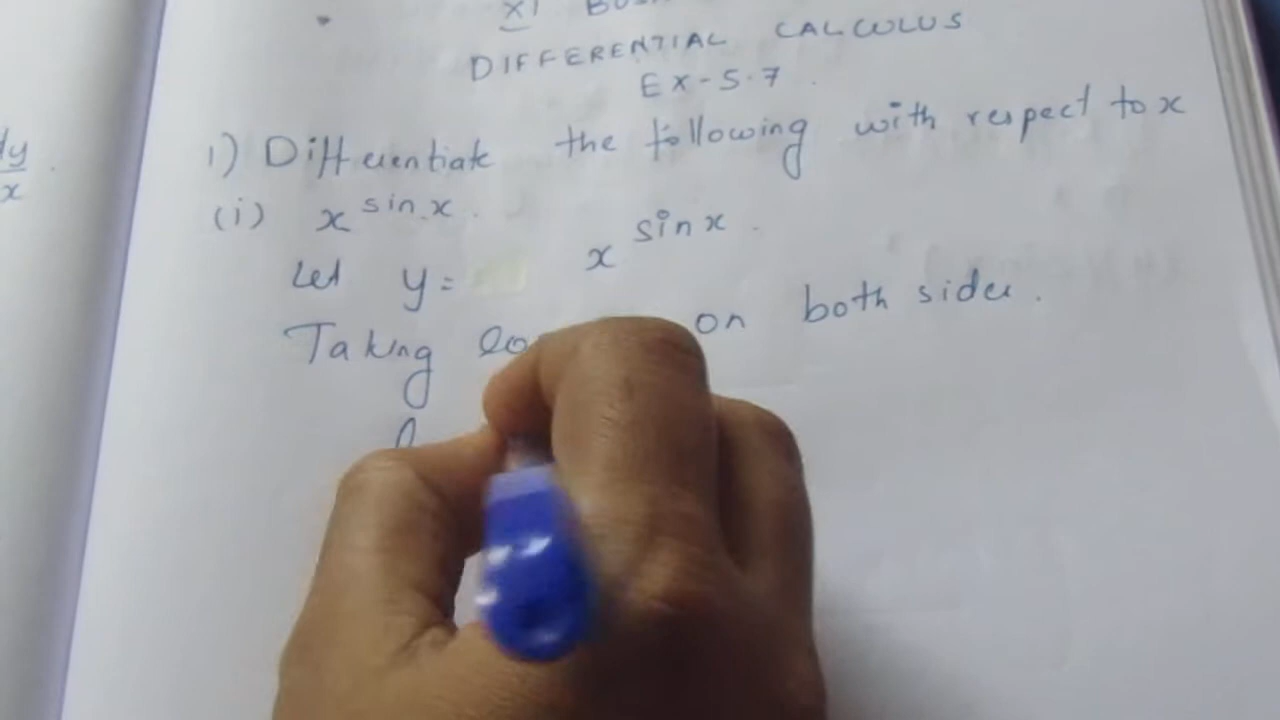 XI
DIFFERENTIAL CALCULUS
EX-5.7.
1) Differentiate the following with respect to x
(i) x^sin x.
Let y= x^sin x.
Taking on both sides.